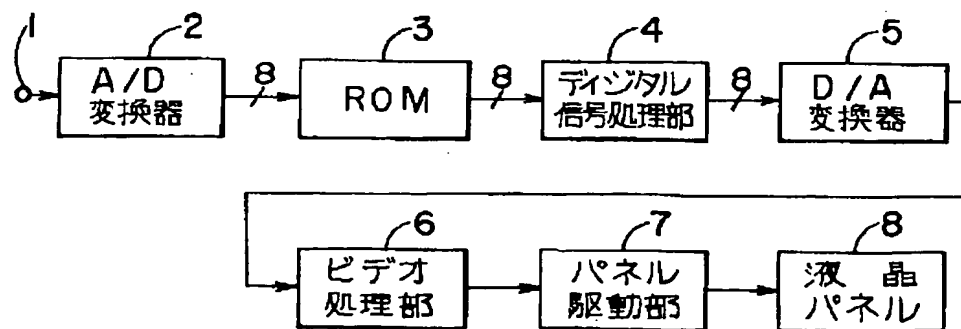 1
2
3
4
5
A/D
変換器
8
ROM
8
ディジタル
信号処理部
8
D/A
変換器
6
7
8
ビデオ
処理部
パネル
駆動部
液晶
パネル